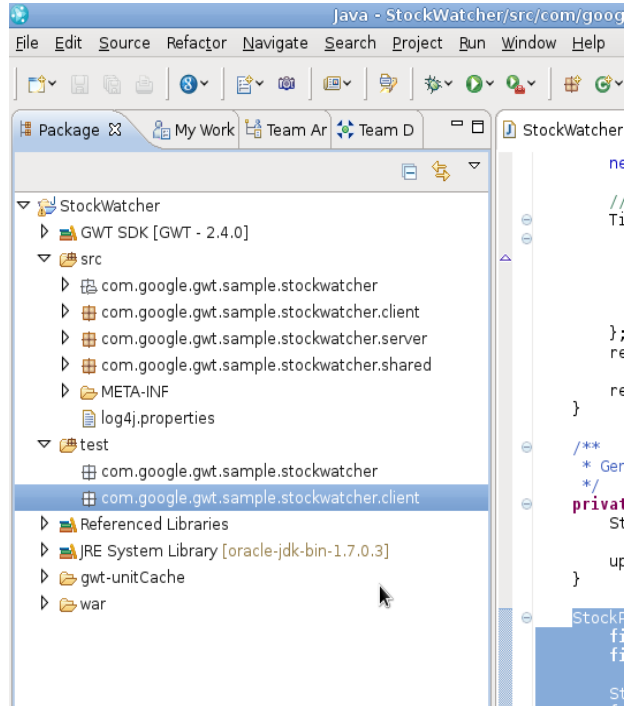 Java - StockWatcher/src/com/goog
File Edit Source Refactor Navigate Search Project Run Window Help
Package My Work Team Ar Team D
StockWatcher
StockWatcher
GWT SDK [GWT - 2.4.0]
src
com.google.gwt.sample.stockwatcher
com.google.gwt.sample.stockwatcher.client
com.google.gwt.sample.stockwatcher.server
com.google.gwt.sample.stockwatcher.shared
META-INF
log4j.properties
test
com.google.gwt.sample.stockwatcher
com.google.gwt.sample.stockwatcher.client
Referenced Libraries
JRE System Library [oracle-jdk-bin-1.7.0.3]
gwt-unitCache
war
ne
//
Ti
};
re
re
}
/**
* Gen
*/
privat
St
up
}
StockP
fi
fi
St